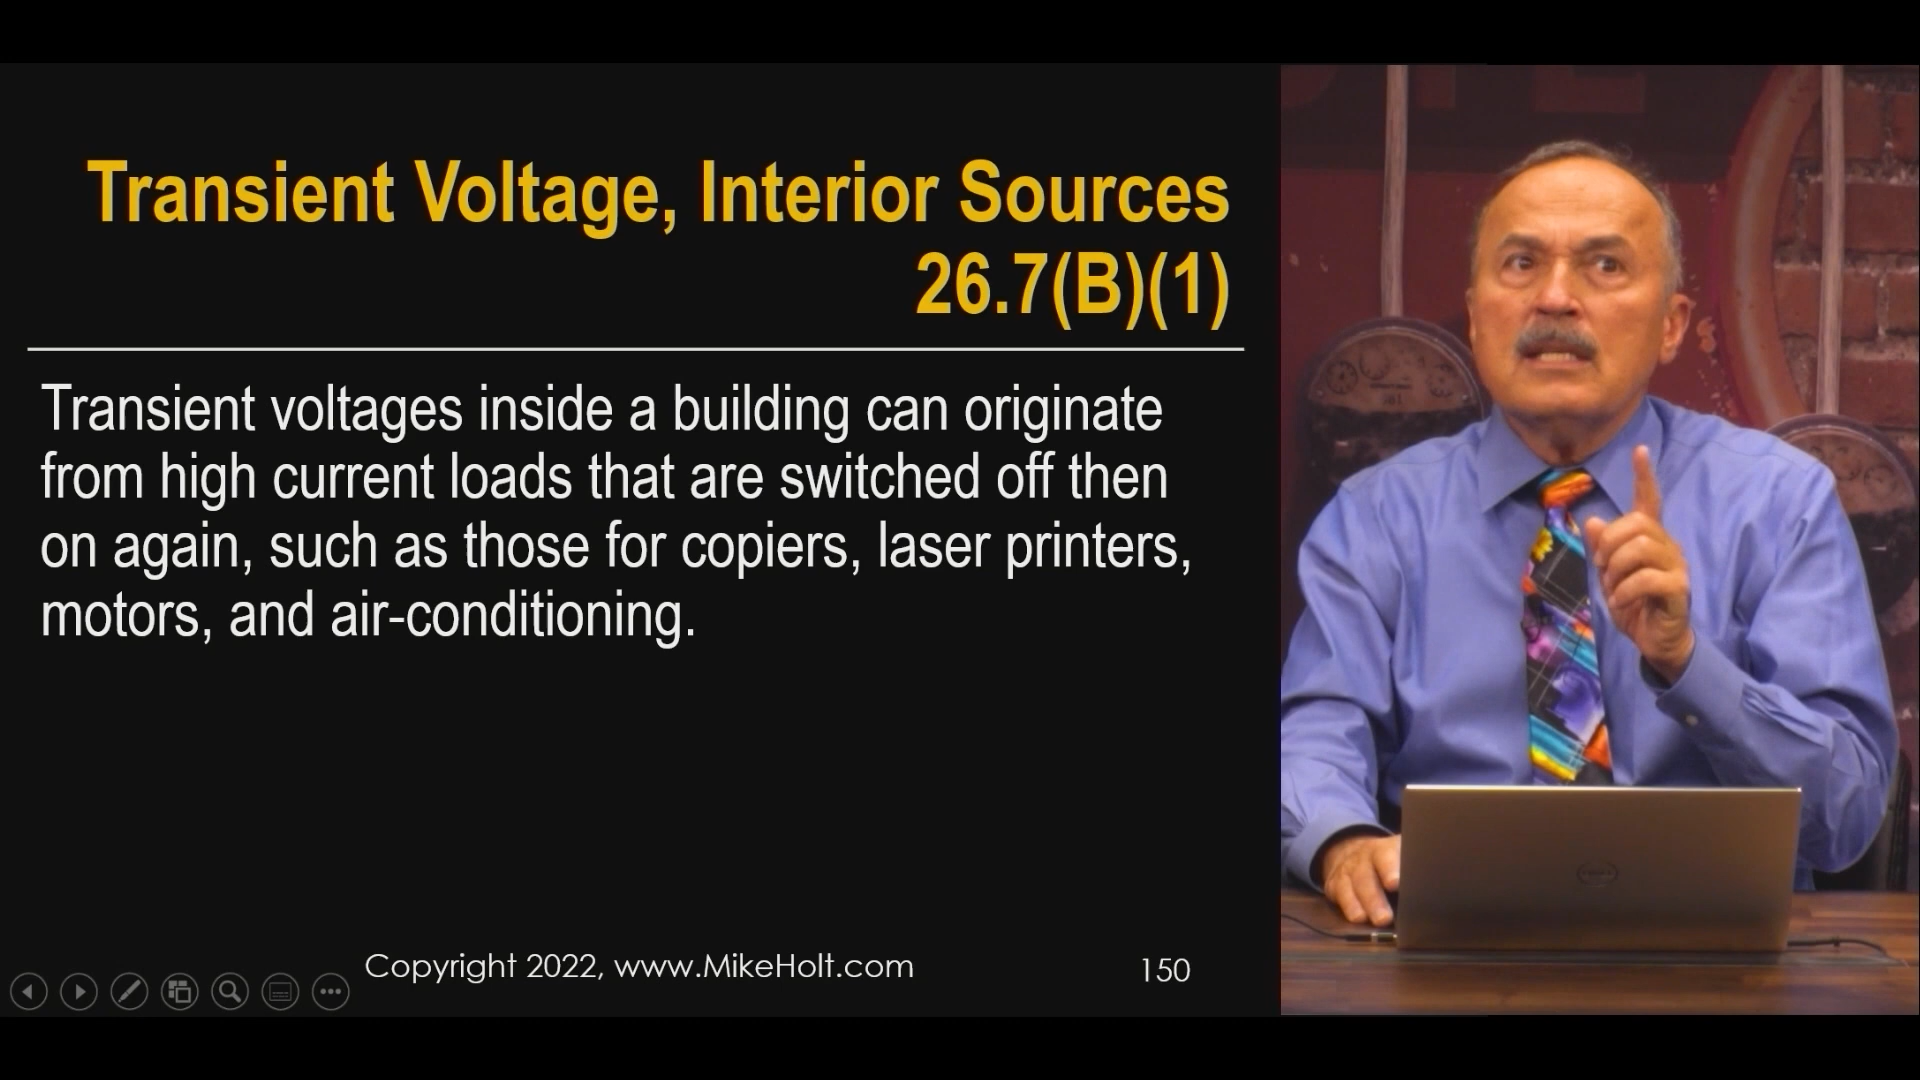 Transient Voltage, Interior Sources
26.7(B)(1)
Transient voltages inside a building can originate
from high current loads that are switched off then
on again, such as those for copiers, laser printers,
motors, and air-conditioning.
Copyright 2022, www.MikeHolt.com
150